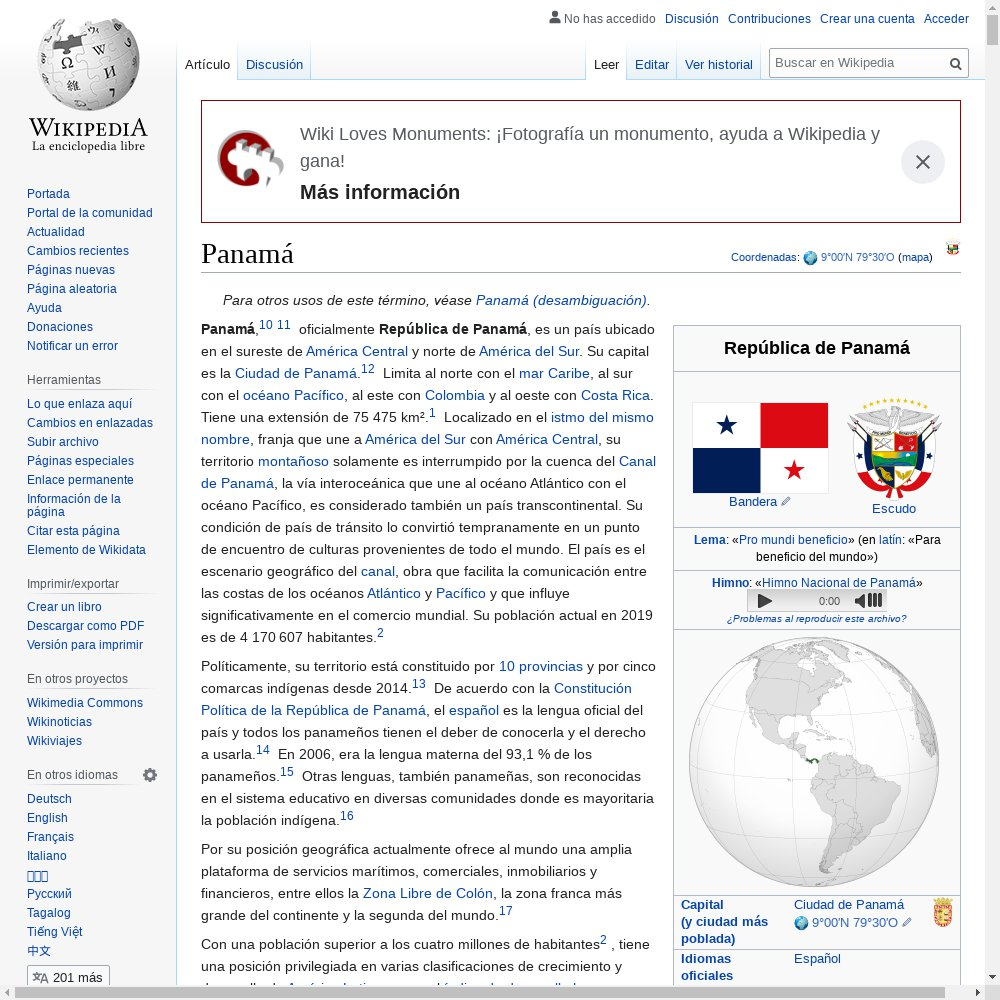 No has accedido Discusión Contribuciones Crear una cuenta Acceder
Artículo Discusión Leer Editar Ver historial Buscar en Wikipedia
WIKIPEDIA
La enciclopedia libre
Portada
Portal de la comunidad
Actualidad
Cambios recientes
Páginas nuevas
Página aleatoria
Ayuda
Donaciones
Notificar un error
Herramientas
Lo que enlaza aquí
Cambios en enlazadas
Subir archivo
Páginas especiales
Enlace permanente
Información de la
página
Citar esta página
Elemento de Wikidata
Imprimir/exportar
Crear un libro
Descargar como PDF
Versión para imprimir
En otros proyectos
Wikimedia Commons
Wikinoticias
Wikiviajes
En otros idiomas
Deutsch
English
Français
Italiano
Русский
Tagalog
Tiếng Việt
中文
201 más
Wiki Loves Monuments: ¡Fotografía un monumento, ayuda a Wikipedia y
gana!
Más información
Panamá
Coordenadas: 9°00′N 79°30′O (mapa)
Para otros usos de este término, véase Panamá (desambiguación).
Panamá,10 11 oficialmente República de Panamá, es un país ubicado
en el sureste de América Central y norte de América del Sur. Su capital
es la Ciudad de Panamá.12 Limita al norte con el mar Caribe, al sur
con el océano Pacífico, al este con Colombia y al oeste con Costa Rica.
Tiene una extensión de 75 475 km².1 Localizado en el istmo del mismo
nombre, franja que une a América del Sur con América Central, su
territorio montañoso solamente es interrumpido por la cuenca del Canal
de Panamá, la vía interoceánica que une al océano Atlántico con el
océano Pacífico, es considerado también un país transcontinental. Su
condición de país de tránsito lo convirtió tempranamente en un punto
de encuentro de culturas provenientes de todo el mundo. El país es el
escenario geográfico del canal, obra que facilita la comunicación entre
las costas de los océanos Atlántico y Pacífico y que influye
significativamente en el comercio mundial. Su población actual en 2019
es de 4 170 607 habitantes.2
Políticamente, su territorio está constituido por 10 provincias y por cinco
comarcas indígenas desde 2014.13 De acuerdo con la Constitución
Política de la República de Panamá, el español es la lengua oficial del
país y todos los panameños tienen el deber de conocerla y el derecho
a usarla.14 En 2006, era la lengua materna del 93,1 % de los
panameños.15 Otras lenguas, también panameñas, son reconocidas
en el sistema educativo en diversas comunidades donde es mayoritaria
la población indígena.16
Por su posición geográfica actualmente ofrece al mundo una amplia
plataforma de servicios marítimos, comerciales, inmobiliarios y
financieros, entre ellos la Zona Libre de Colón, la zona franca más
grande del continente y la segunda del mundo.17
Con una población superior a los cuatro millones de habitantes2 , tiene
una posición privilegiada en varias clasificaciones de crecimiento y
República de Panamá
Bandera Escudo
Lema: «Pro mundi beneficio» (en latín: «Para
beneficio del mundo»)
Himno: «Himno Nacional de Panamá»
0:00
¿Problemas al reproducir este archivo?
Capital
(y ciudad más
poblada)
Ciudad de Panamá
9°00′N 79°30′O
Idiomas
oficiales
Español